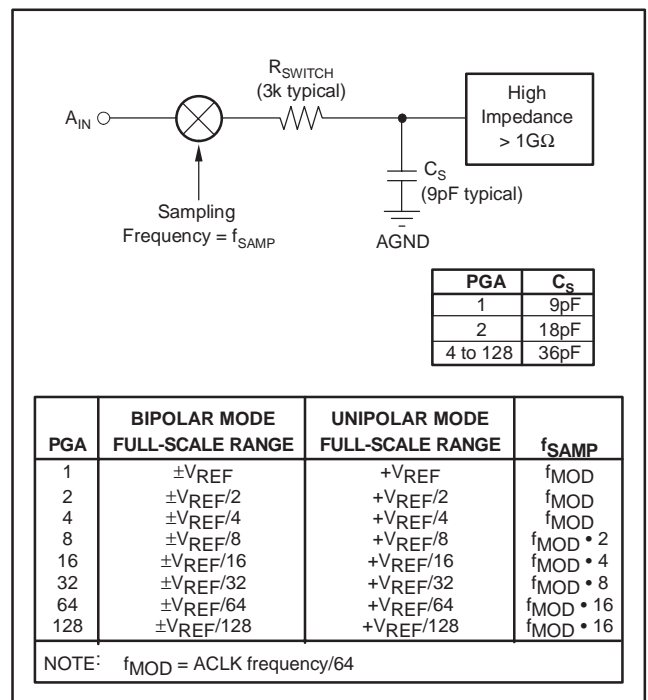 R_SWITCH
(3k typical)
A_IN
High
Impedance
> 1GΩ
C_S
(9pF typical)
Sampling
Frequency = f_SAMP
AGND
PGA C_S
1 9pF
2 18pF
4 to 128 36pF
PGA BIPOLAR MODE FULL-SCALE RANGE UNIPOLAR MODE FULL-SCALE RANGE f_SAMP
1 ±V_REF +V_REF f_MOD
2 ±V_REF/2 +V_REF/2 f_MOD
4 ±V_REF/4 +V_REF/4 f_MOD
8 ±V_REF/8 +V_REF/8 f_MOD • 2
16 ±V_REF/16 +V_REF/16 f_MOD • 4
32 ±V_REF/32 +V_REF/32 f_MOD • 8
64 ±V_REF/64 +V_REF/64 f_MOD • 16
128 ±V_REF/128 +V_REF/128 f_MOD • 16
NOTE: f_MOD = ACLK frequency/64